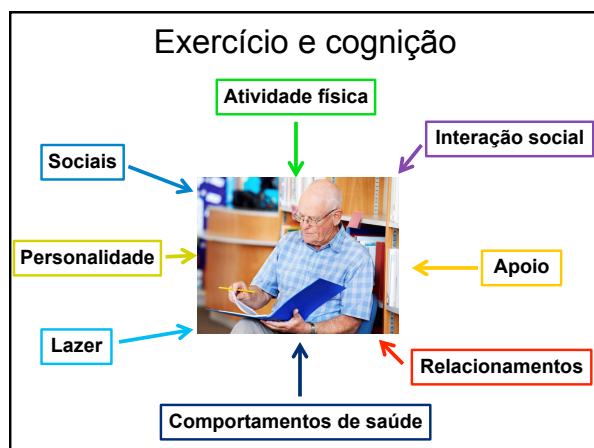 Exercício e cognição
Atividade física
Interação social
Sociais
Personalidade
Apoio
Lazer
Relacionamentos
Comportamentos de saúde